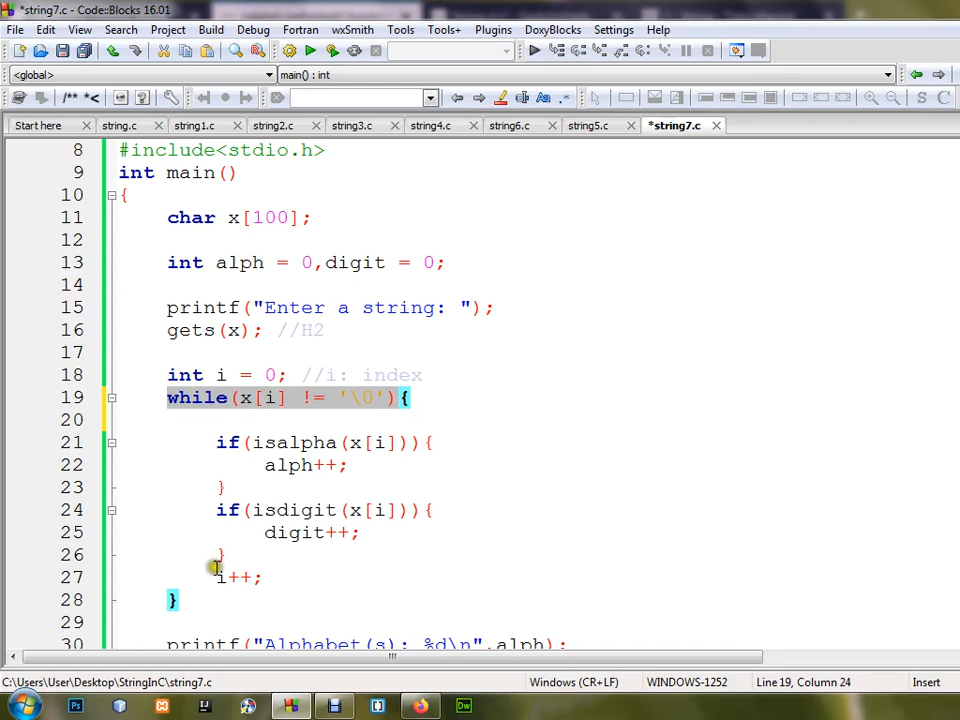 *string7.c - Code::Blocks 16.01
File Edit View Search Project Build Debug Fortran wxSmith Tools Tools+ Plugins DoxyBlocks Settings Help
<global> main() : int
/** *<
Start here string.c string1.c string2.c string3.c string4.c string6.c string5.c *string7.c
8 #include<stdio.h>
9 int main()
10 {
11 char x[100];
12
13 int alph = 0,digit = 0;
14
15 printf("Enter a string: ");
16 gets(x); //H2
17
18 int i = 0; //i: index
19 while(x[i] != '\0'){
20
21 if(isalpha(x[i])){
22 alph++;
23 }
24 if(isdigit(x[i])){
25 digit++;
26 }
27 i++;
28 }
29
30 printf("Alphabet(s): %d\n",alph);
C:\Users\User\Desktop\StringInC\string7.c Windows (CR+LF) WINDOWS-1252 Line 19, Column 24 Insert